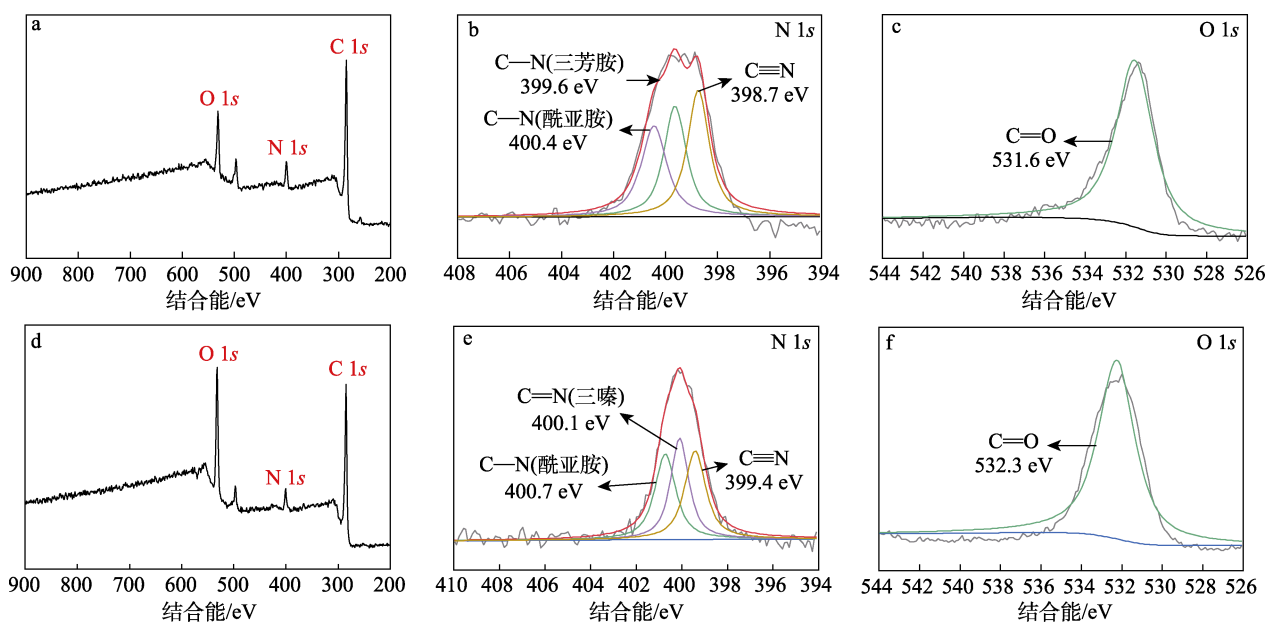 a
C 1s
O 1s
N 1s
900 800 700 600 500 400 300 200
结合能/eV
b
N 1s
C—N(三芳胺)
399.6 eV
C≡N
398.7 eV
C—N(酰亚胺)
400.4 eV
408 406 404 402 400 398 396 394
结合能/eV
c
O 1s
C=O
531.6 eV
544 542 540 538 536 534 532 530 528 526
结合能/eV
d
O 1s
C 1s
N 1s
900 800 700 600 500 400 300 200
结合能/eV
e
N 1s
C=N(三嗪)
400.1 eV
C—N(酰亚胺)
400.7 eV
C≡N
399.4 eV
410 408 406 404 402 400 398 396 394
结合能/eV
f
O 1s
C=O
532.3 eV
544 542 540 538 536 534 532 530 528 526
结合能/eV